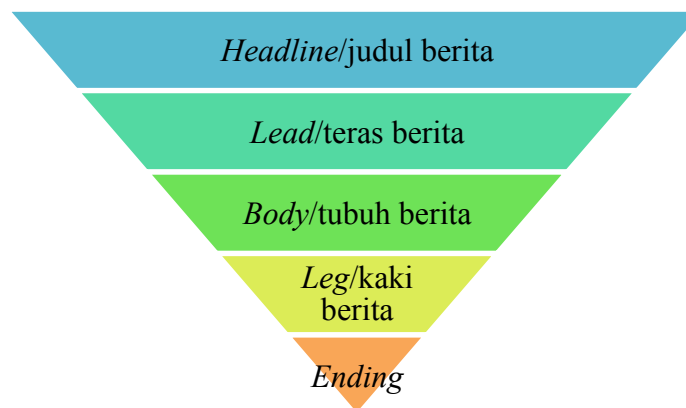 Headline/judul berita
Lead/teras berita
Body/tubuh berita
Leg/kaki
berita
Ending